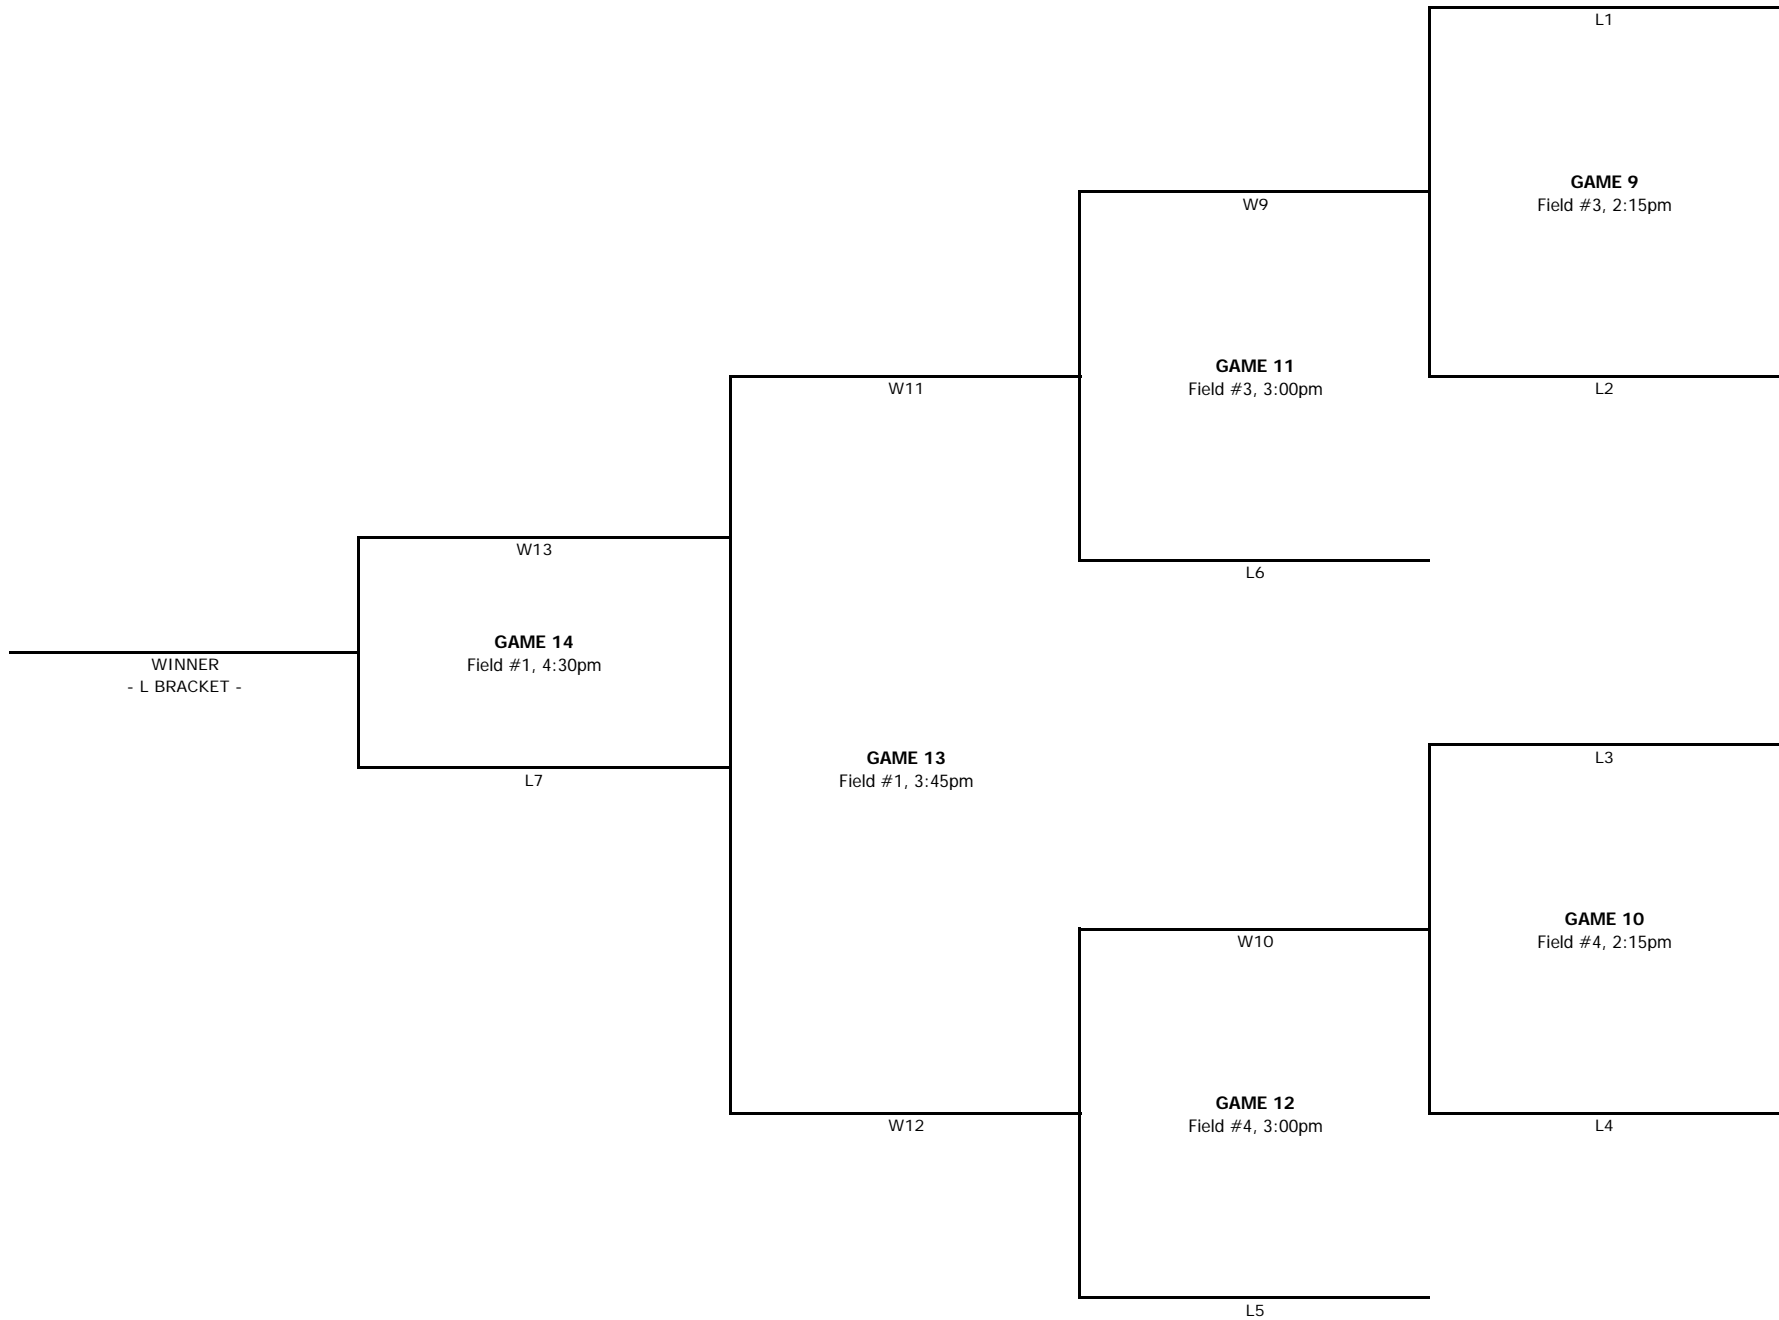 L1
GAME 9
Field #3, 2:15pm
W9
GAME 11
Field #3, 3:00pm
L2
W11
W13
L6
GAME 14
Field #1, 4:30pm
WINNER
- L BRACKET -
GAME 13
Field #1, 3:45pm
L3
L7
GAME 10
Field #4, 2:15pm
W10
GAME 12
Field #4, 3:00pm
W12
L4
L5